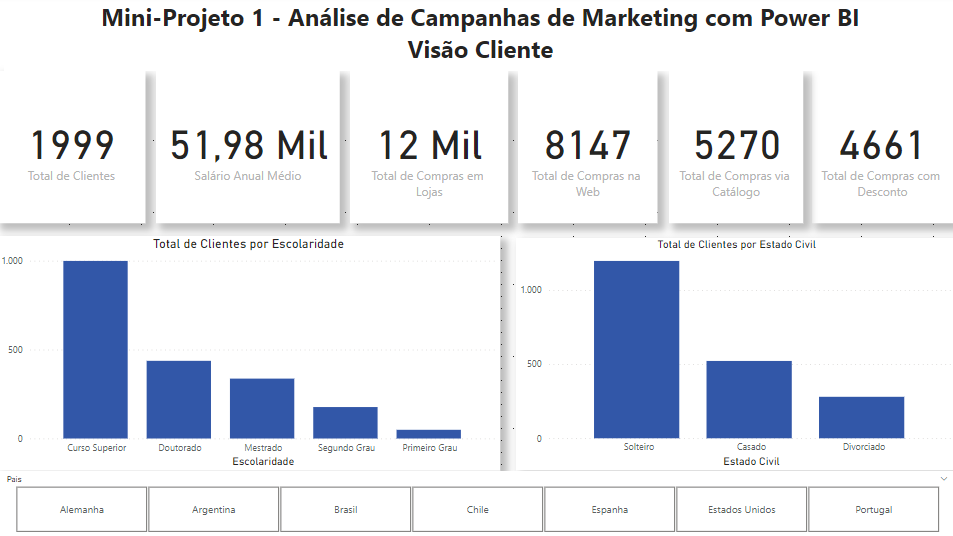 Mini-Projeto 1 - Análise de Campanhas de Marketing com Power BI
Visão Cliente
1999
Total de Clientes
51,98 Mil
Salário Anual Médio
12 Mil
Total de Compras em
Lojas
8147
Total de Compras na
Web
5270
Total de Compras via
Catálogo
4661
Total de Compras com
Desconto
Total de Clientes por Escolaridade
1.000
500
0
Curso Superior
Doutorado
Mestrado
Segundo Grau
Primeiro Grau
Escolaridade
Total de Clientes por Estado Civil
1.000
500
0
Solteiro
Casado
Divorciado
Estado Civil
Pais
Alemanha
Argentina
Brasil
Chile
Espanha
Estados Unidos
Portugal